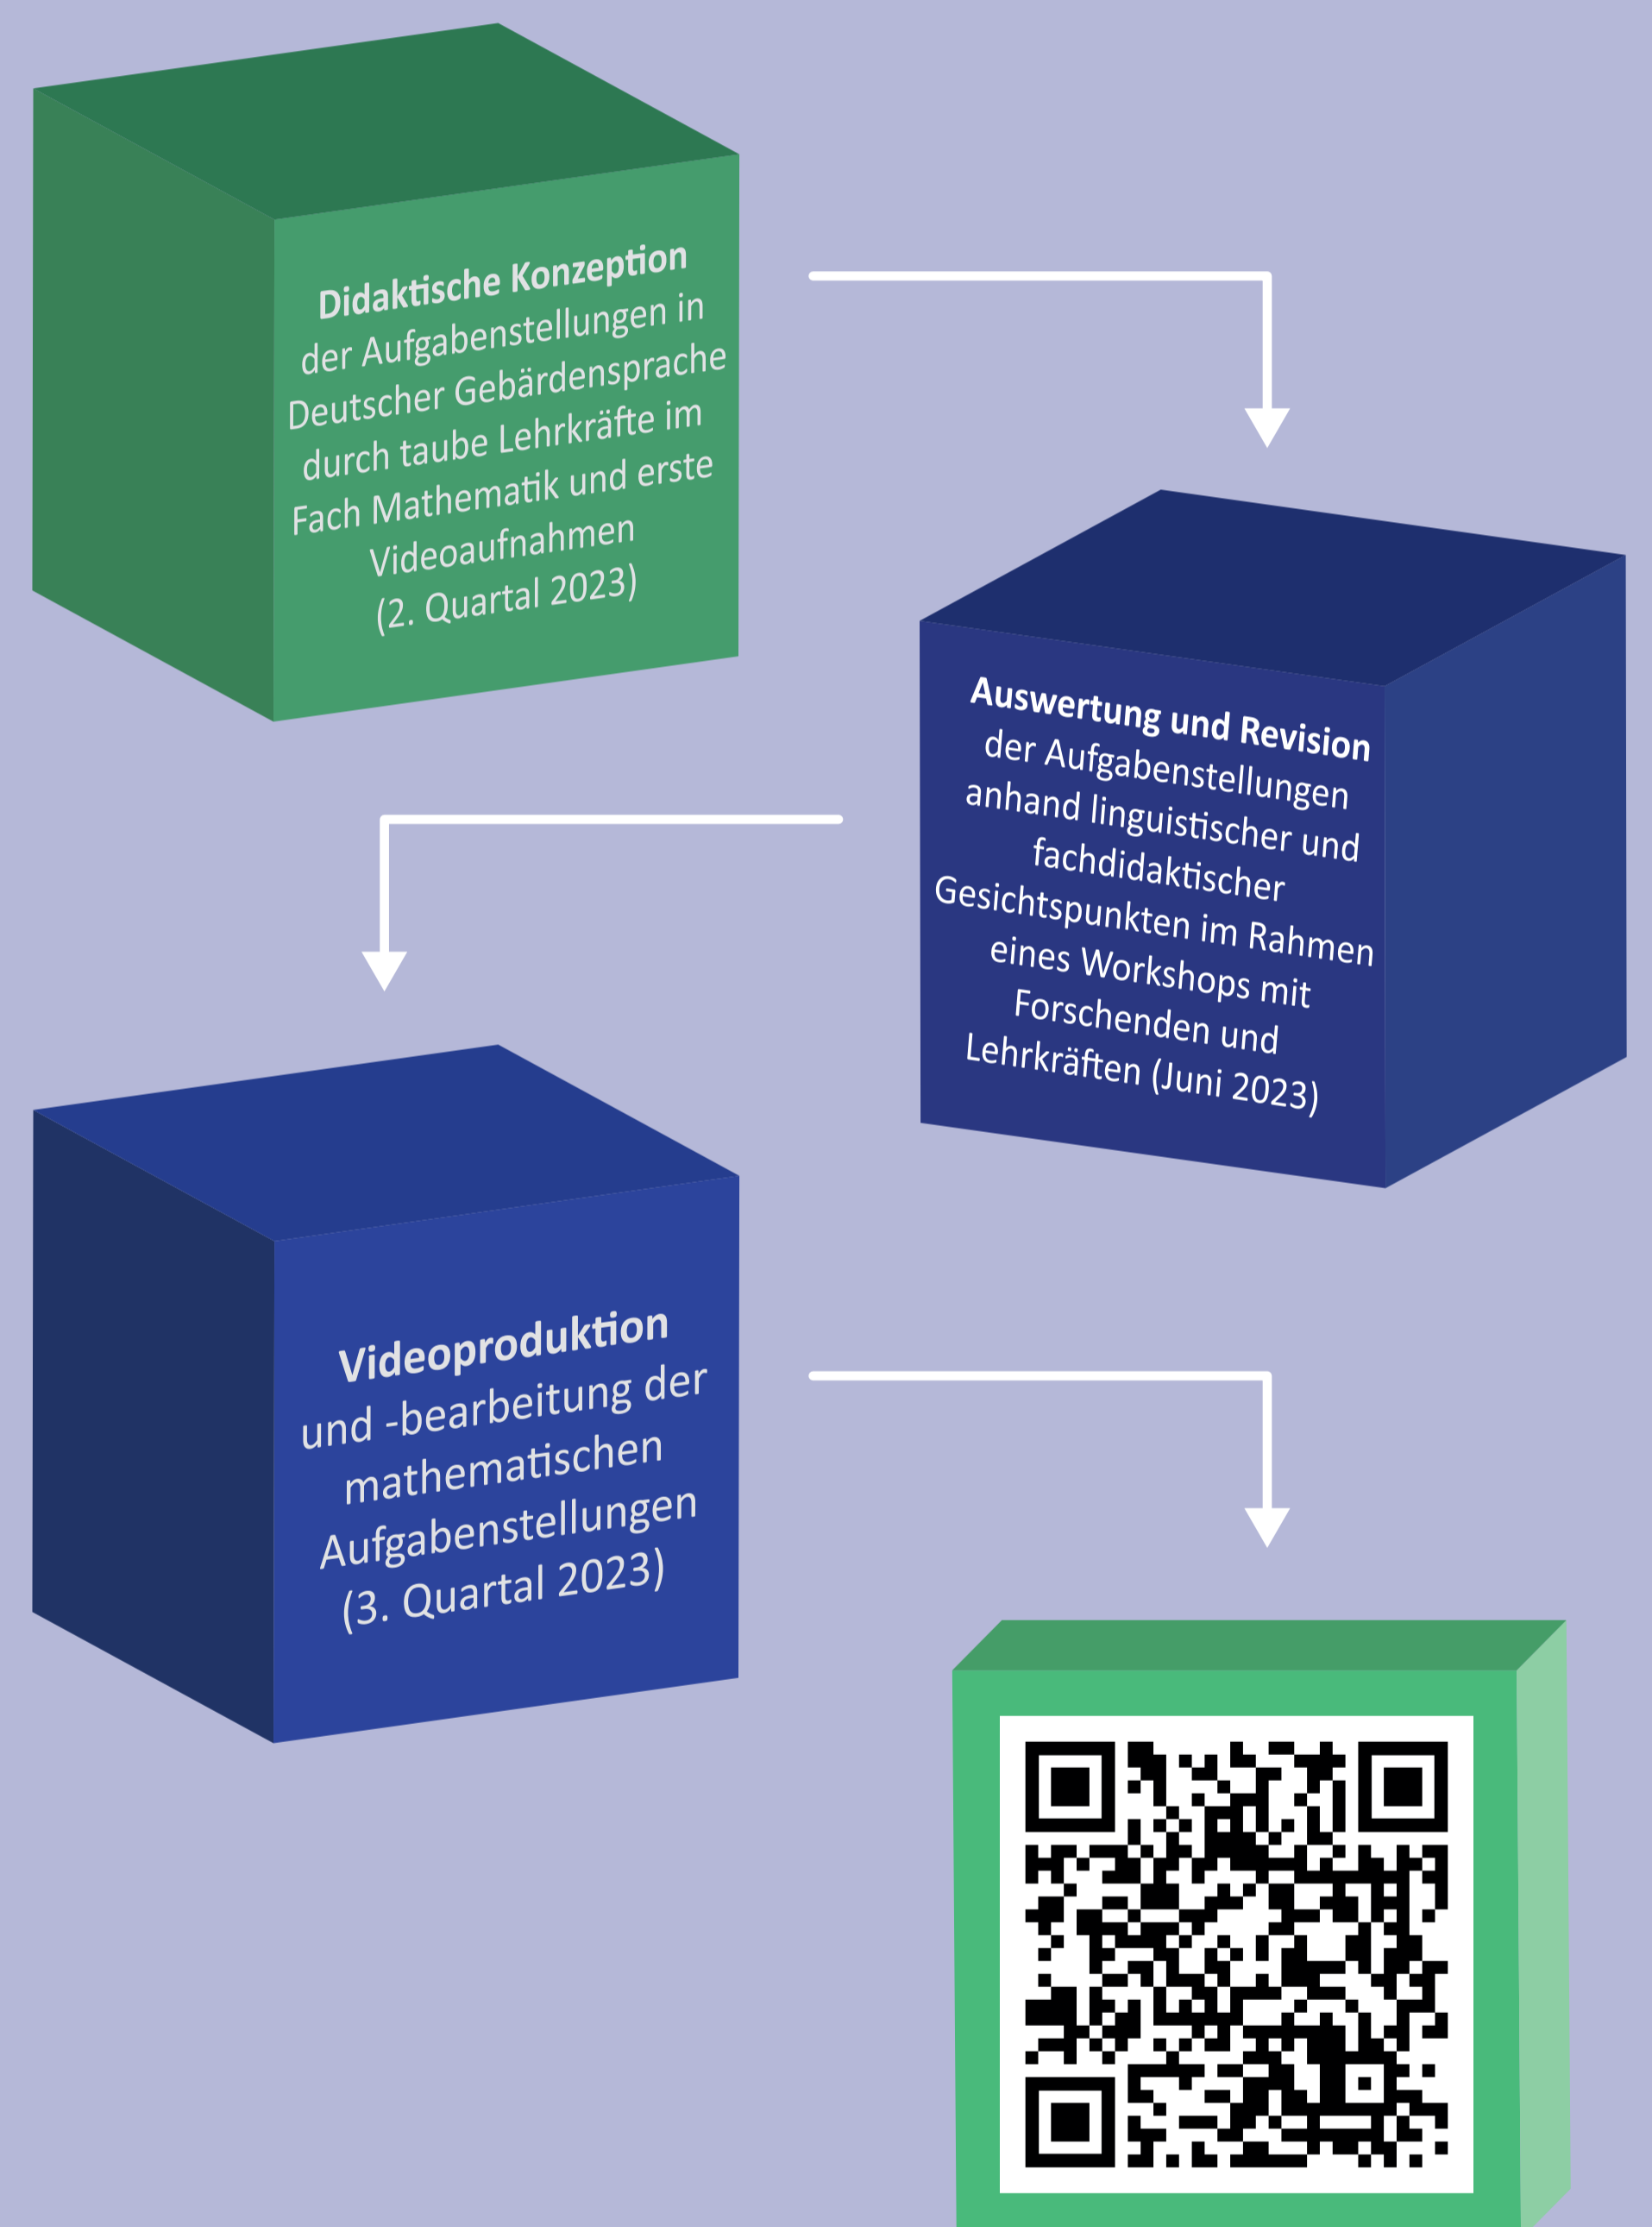 Didaktische Konzeption
der Aufgabenstellungen in
Deutscher Gebärdensprache
durch taube Lehrkräfte im
Fach Mathematik und erste
Videoaufnahmen
(2. Quartal 2023)
Auswertung und Revision
der Aufgabenstellungen
anhand linguistischer und
fachdidaktischer
Gesichtspunkten im Rahmen
eines Workshops mit
Forschenden und
Lehrkräften (Juni 2023)
Videoproduktion
und -bearbeitung der
mathematischen
Aufgabenstellungen
(3. Quartal 2023)